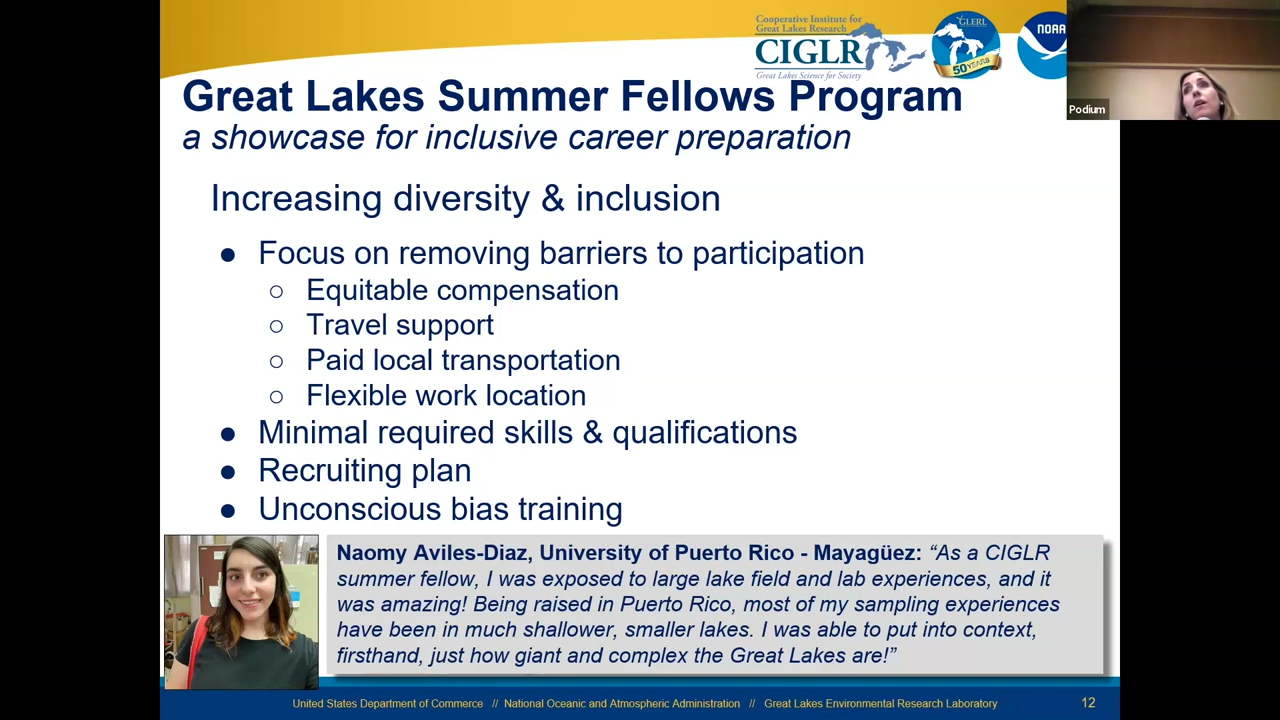 Cooperative Institute for
Great Lakes Research
CIGLR
Great Lakes Science for Society
GLERL
50 YEARS
NOAA
Podium
Great Lakes Summer Fellows Program
a showcase for inclusive career preparation
Increasing diversity & inclusion
● Focus on removing barriers to participation
○ Equitable compensation
○ Travel support
○ Paid local transportation
○ Flexible work location
● Minimal required skills & qualifications
● Recruiting plan
● Unconscious bias training
Naomy Aviles-Diaz, University of Puerto Rico - Mayagüez: “As a CIGLR
summer fellow, I was exposed to large lake field and lab experiences, and it
was amazing! Being raised in Puerto Rico, most of my sampling experiences
have been in much shallower, smaller lakes. I was able to put into context,
firsthand, just how giant and complex the Great Lakes are!”
United States Department of Commerce // National Oceanic and Atmospheric Administration // Great Lakes Environmental Research Laboratory
12